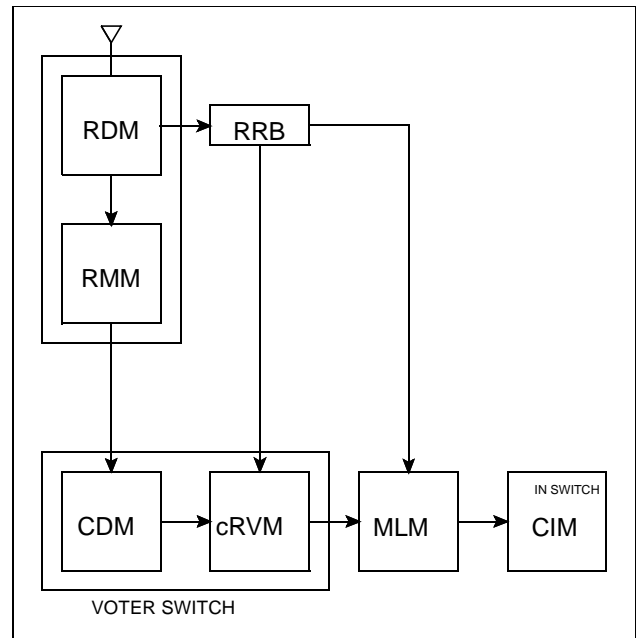 RDM
RRB
RMM
CDM
cRVM
MLM
IN SWITCH
CIM
VOTER SWITCH